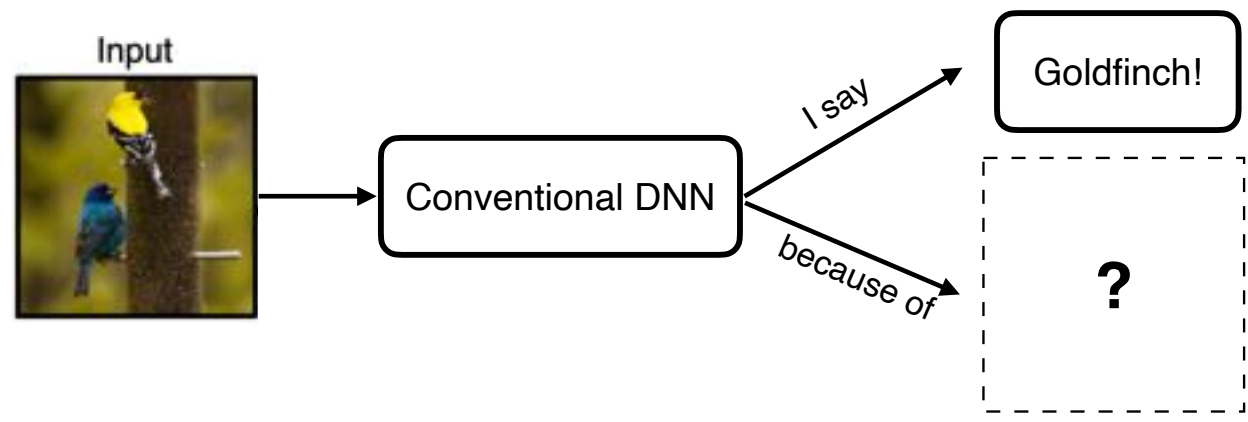 Input
Conventional DNN
I say
Goldfinch!
because of
?